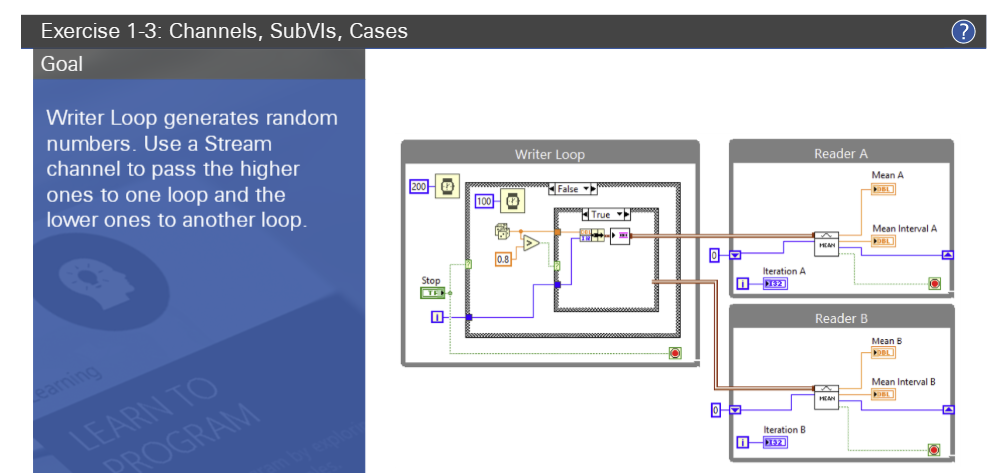 Exercise 1-3: Channels, SubVIs, Cases
?
Goal
Writer Loop generates random
numbers. Use a Stream
channel to pass the higher
ones to one loop and the
lower ones to another loop.
LEARN TO
PROGRAM
Writer Loop
200
False
100
True
0.8
>
?
?
Stop
TF
i
Reader A
Mean A
DBL
Mean Interval A
DBL
MEAN
0
Iteration A
i
I32
Reader B
Mean B
DBL
Mean Interval B
DBL
MEAN
0
Iteration B
i
I32